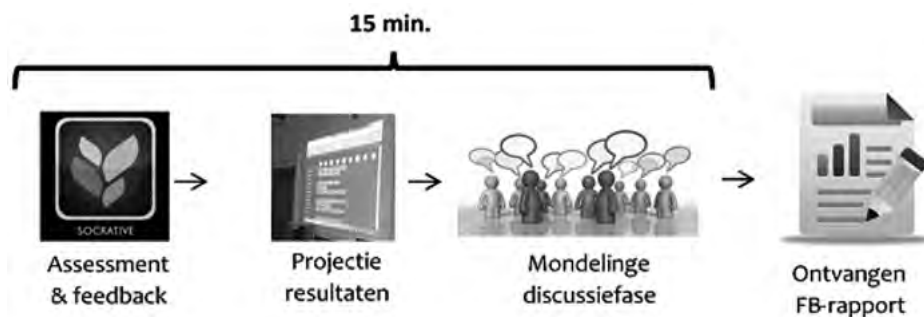 15 min.
SOCRATIVE
Assessment
& feedback
Projectie
resultaten
Mondelinge
discussiefase
Ontvangen
FB-rapport